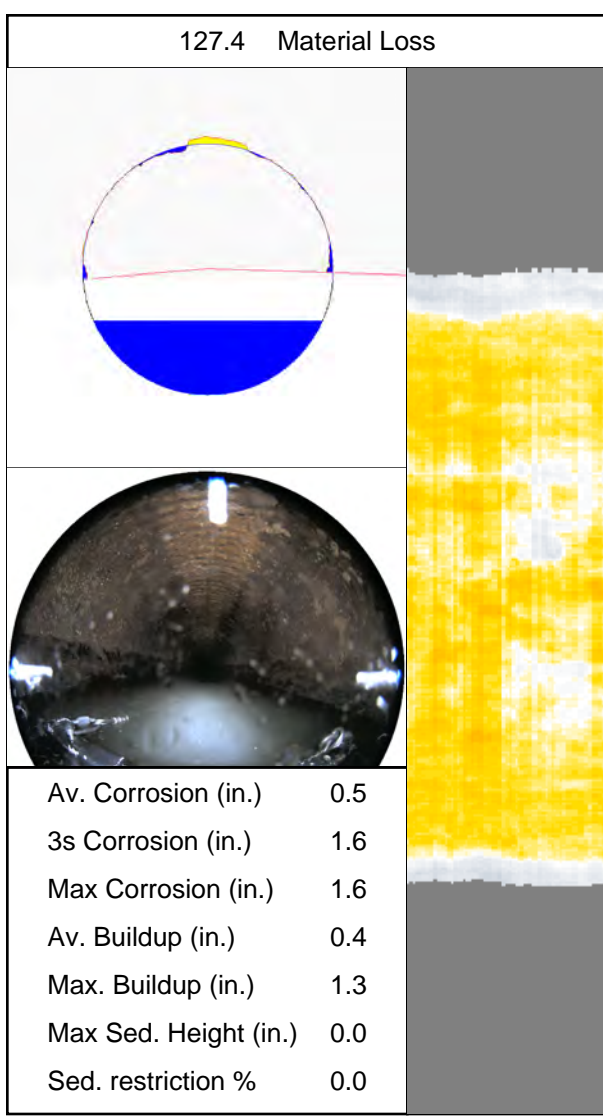 127.4 Material Loss
Av. Corrosion (in.) 0.5
3s Corrosion (in.) 1.6
Max Corrosion (in.) 1.6
Av. Buildup (in.) 0.4
Max. Buildup (in.) 1.3
Max Sed. Height (in.) 0.0
Sed. restriction % 0.0